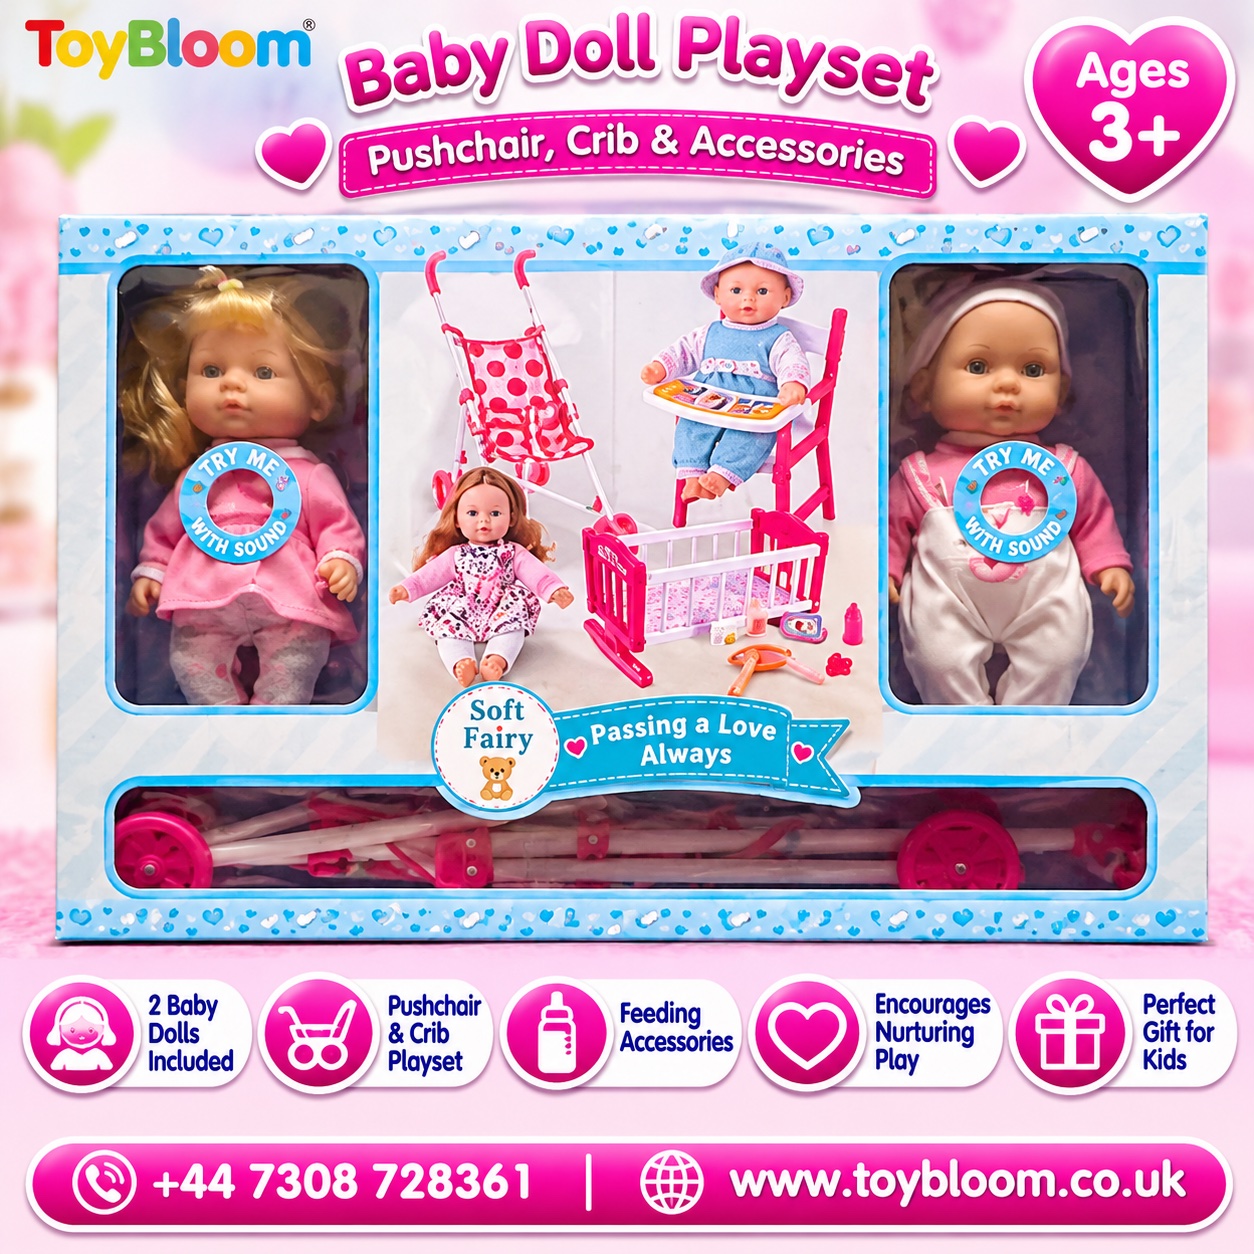 ToyBloom®
Baby Doll Playset
Pushchair, Crib & Accessories
Ages
3+
TRY ME
WITH SOUND
TRY ME
WITH SOUND
Soft
Fairy
Passing a Love
Always
2 Baby
Dolls
Included
Pushchair
& Crib
Playset
Feeding
Accessories
Encourages
Nurturing
Play
Perfect
Gift for
Kids
+44 7308 728361
www.toybloom.co.uk